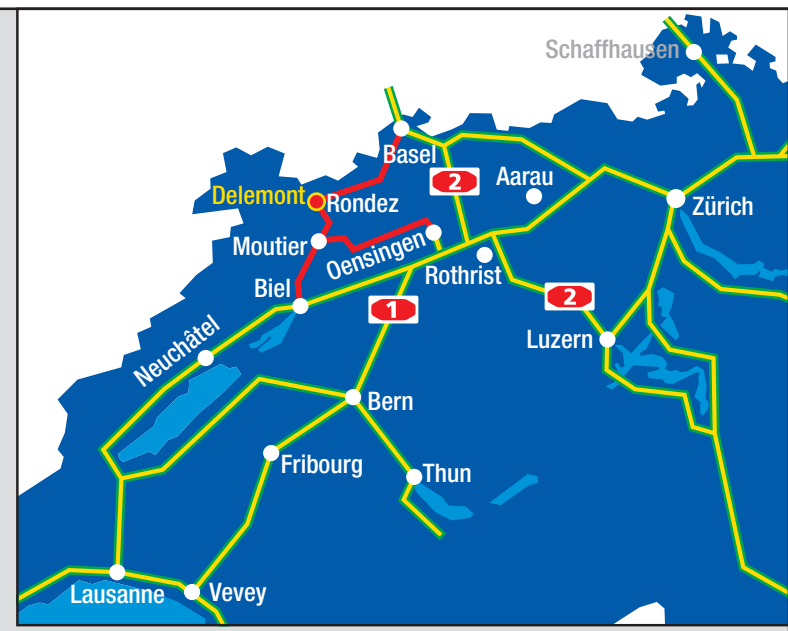 Schaffhausen
Basel
2
Aarau
Delemont
Rondez
Zürich
Moutier
Oensingen
Rothrist
Biel
1
2
Neuchâtel
Luzern
Bern
Fribourg
Thun
Lausanne
Vevey